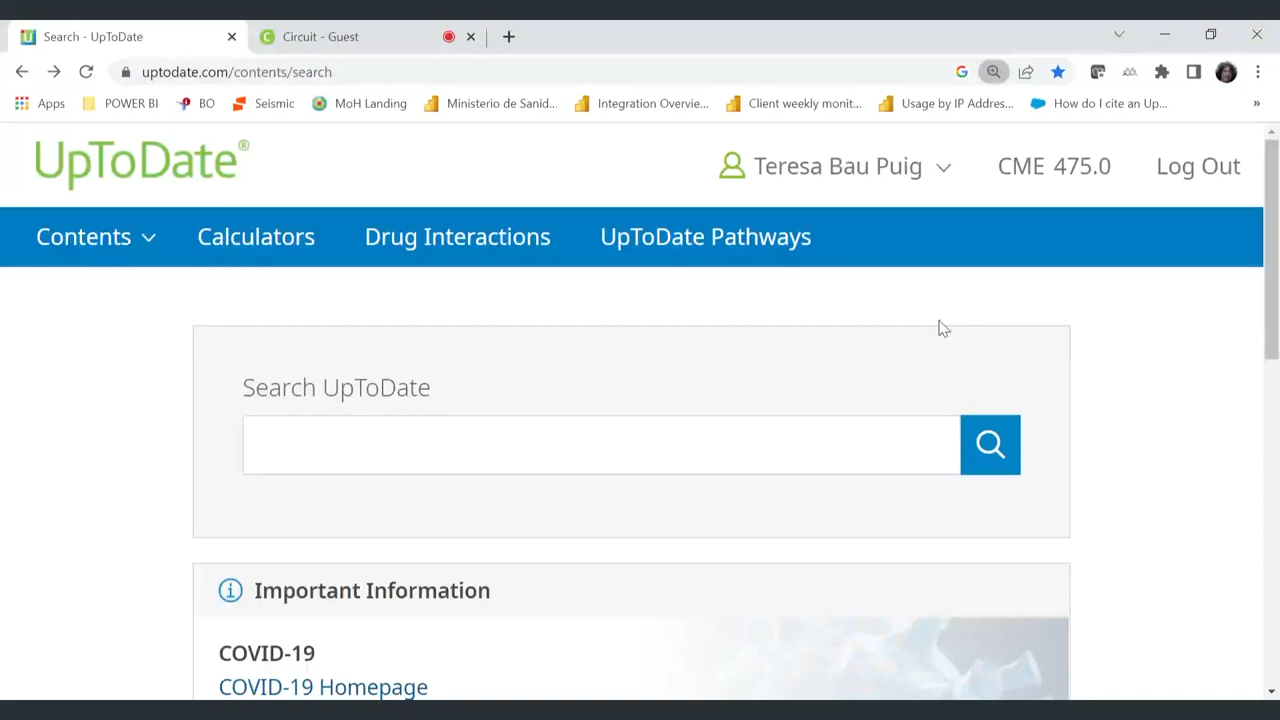 Search - UpToDate
Circuit - Guest
uptodate.com/contents/search
Apps POWER BI BO Seismic MoH Landing Ministerio de Sanid... Integration Overvie... Client weekly monit... Usage by IP Addres... How do I cite an Up... »
UpToDate®
Teresa Bau Puig CME 475.0 Log Out
Contents Calculators Drug Interactions UpToDate Pathways
Search UpToDate
Important Information
COVID-19
COVID-19 Homepage